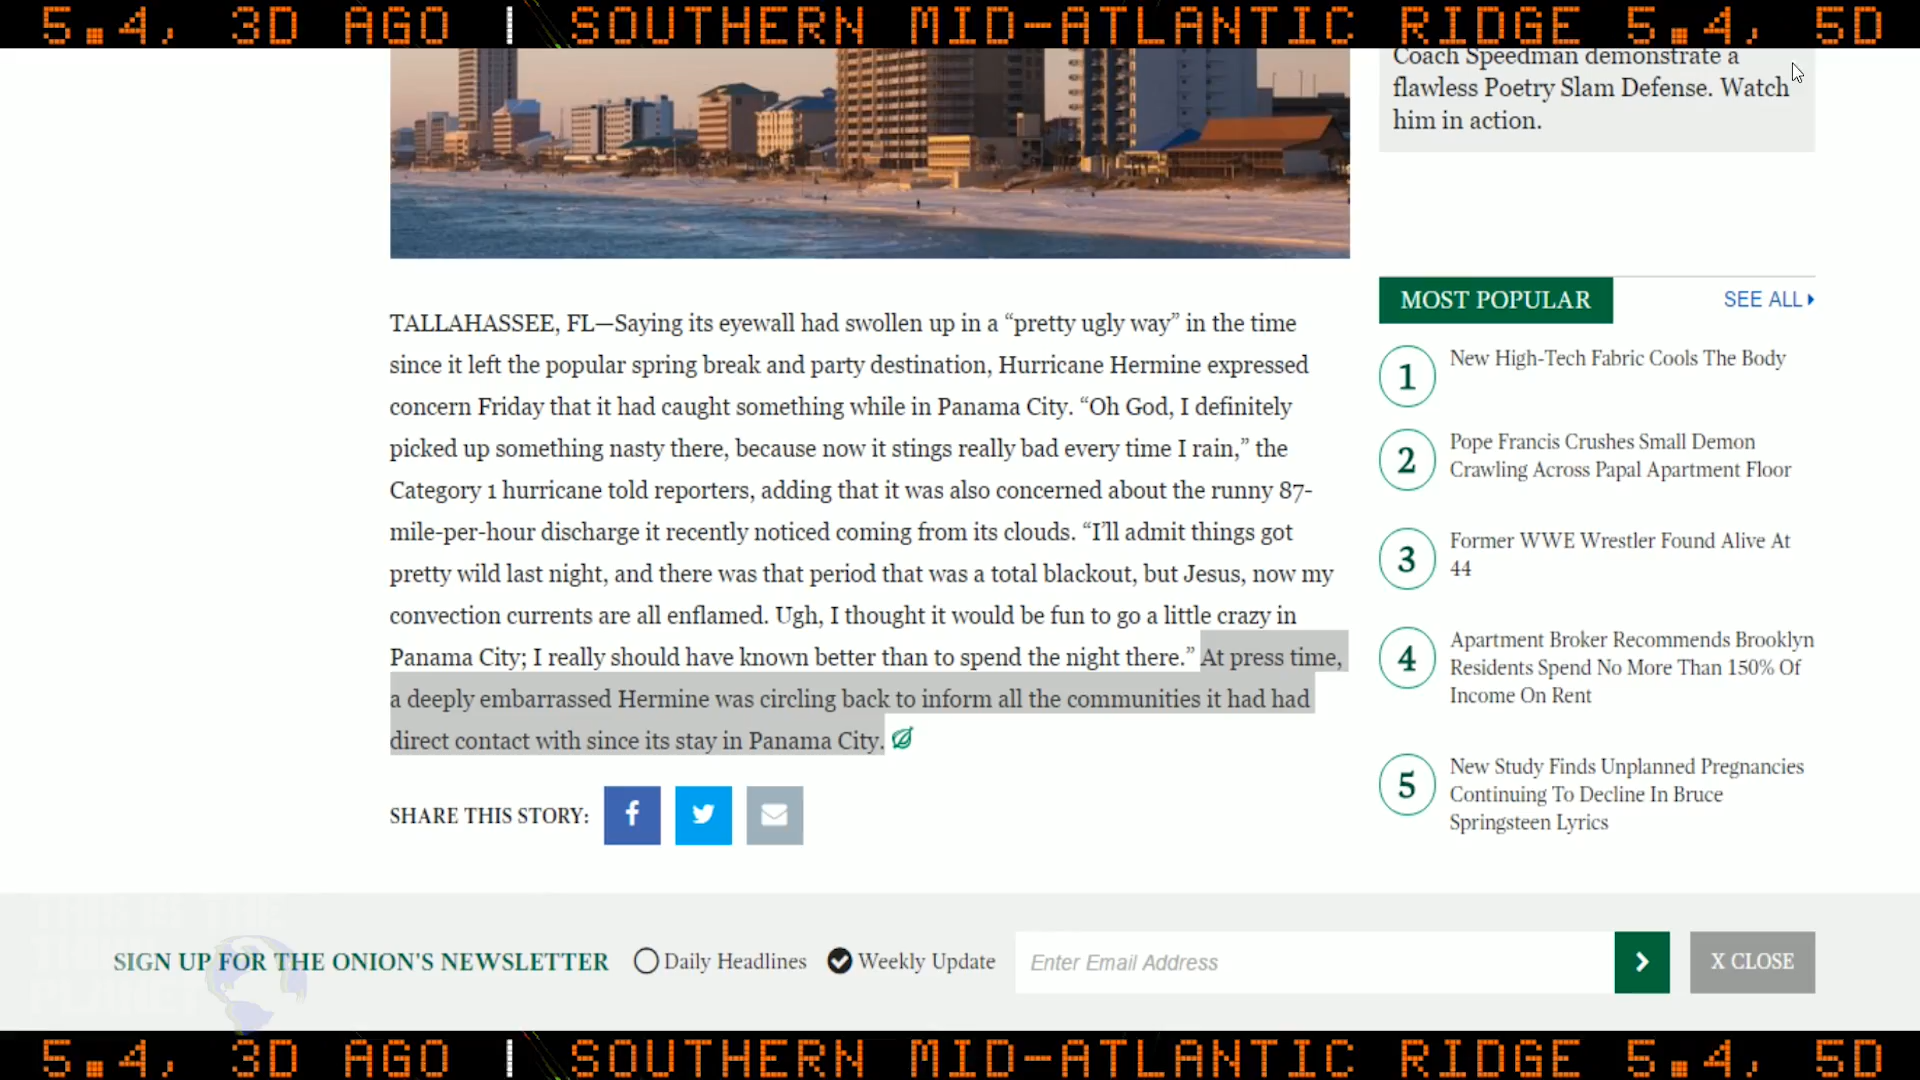 5.4, 3D AGO | SOUTHERN MID-ATLANTIC RIDGE 5.4, 5D
Coach Speedman demonstrate a
flawless Poetry Slam Defense. Watch
him in action.
MOST POPULAR
SEE ALL
1
New High-Tech Fabric Cools The Body
2
Pope Francis Crushes Small Demon
Crawling Across Papal Apartment Floor
3
Former WWE Wrestler Found Alive At
44
4
Apartment Broker Recommends Brooklyn
Residents Spend No More Than 150% Of
Income On Rent
5
New Study Finds Unplanned Pregnancies
Continuing To Decline In Bruce
Springsteen Lyrics
TALLAHASSEE, FL—Saying its eyewall had swollen up in a “pretty ugly way” in the time
since it left the popular spring break and party destination, Hurricane Hermine expressed
concern Friday that it had caught something while in Panama City. “Oh God, I definitely
picked up something nasty there, because now it stings really bad every time I rain,” the
Category 1 hurricane told reporters, adding that it was also concerned about the runny 87-
mile-per-hour discharge it recently noticed coming from its clouds. “I’ll admit things got
pretty wild last night, and there was that period that was a total blackout, but Jesus, now my
convection currents are all enflamed. Ugh, I thought it would be fun to go a little crazy in
Panama City; I really should have known better than to spend the night there.” At press time,
a deeply embarrassed Hermine was circling back to inform all the communities it had had
direct contact with since its stay in Panama City.
SHARE THIS STORY:
SIGN UP FOR THE ONION'S NEWSLETTER Daily Headlines Weekly Update Enter Email Address X CLOSE
5.4, 3D AGO | SOUTHERN MID-ATLANTIC RIDGE 5.4, 5D